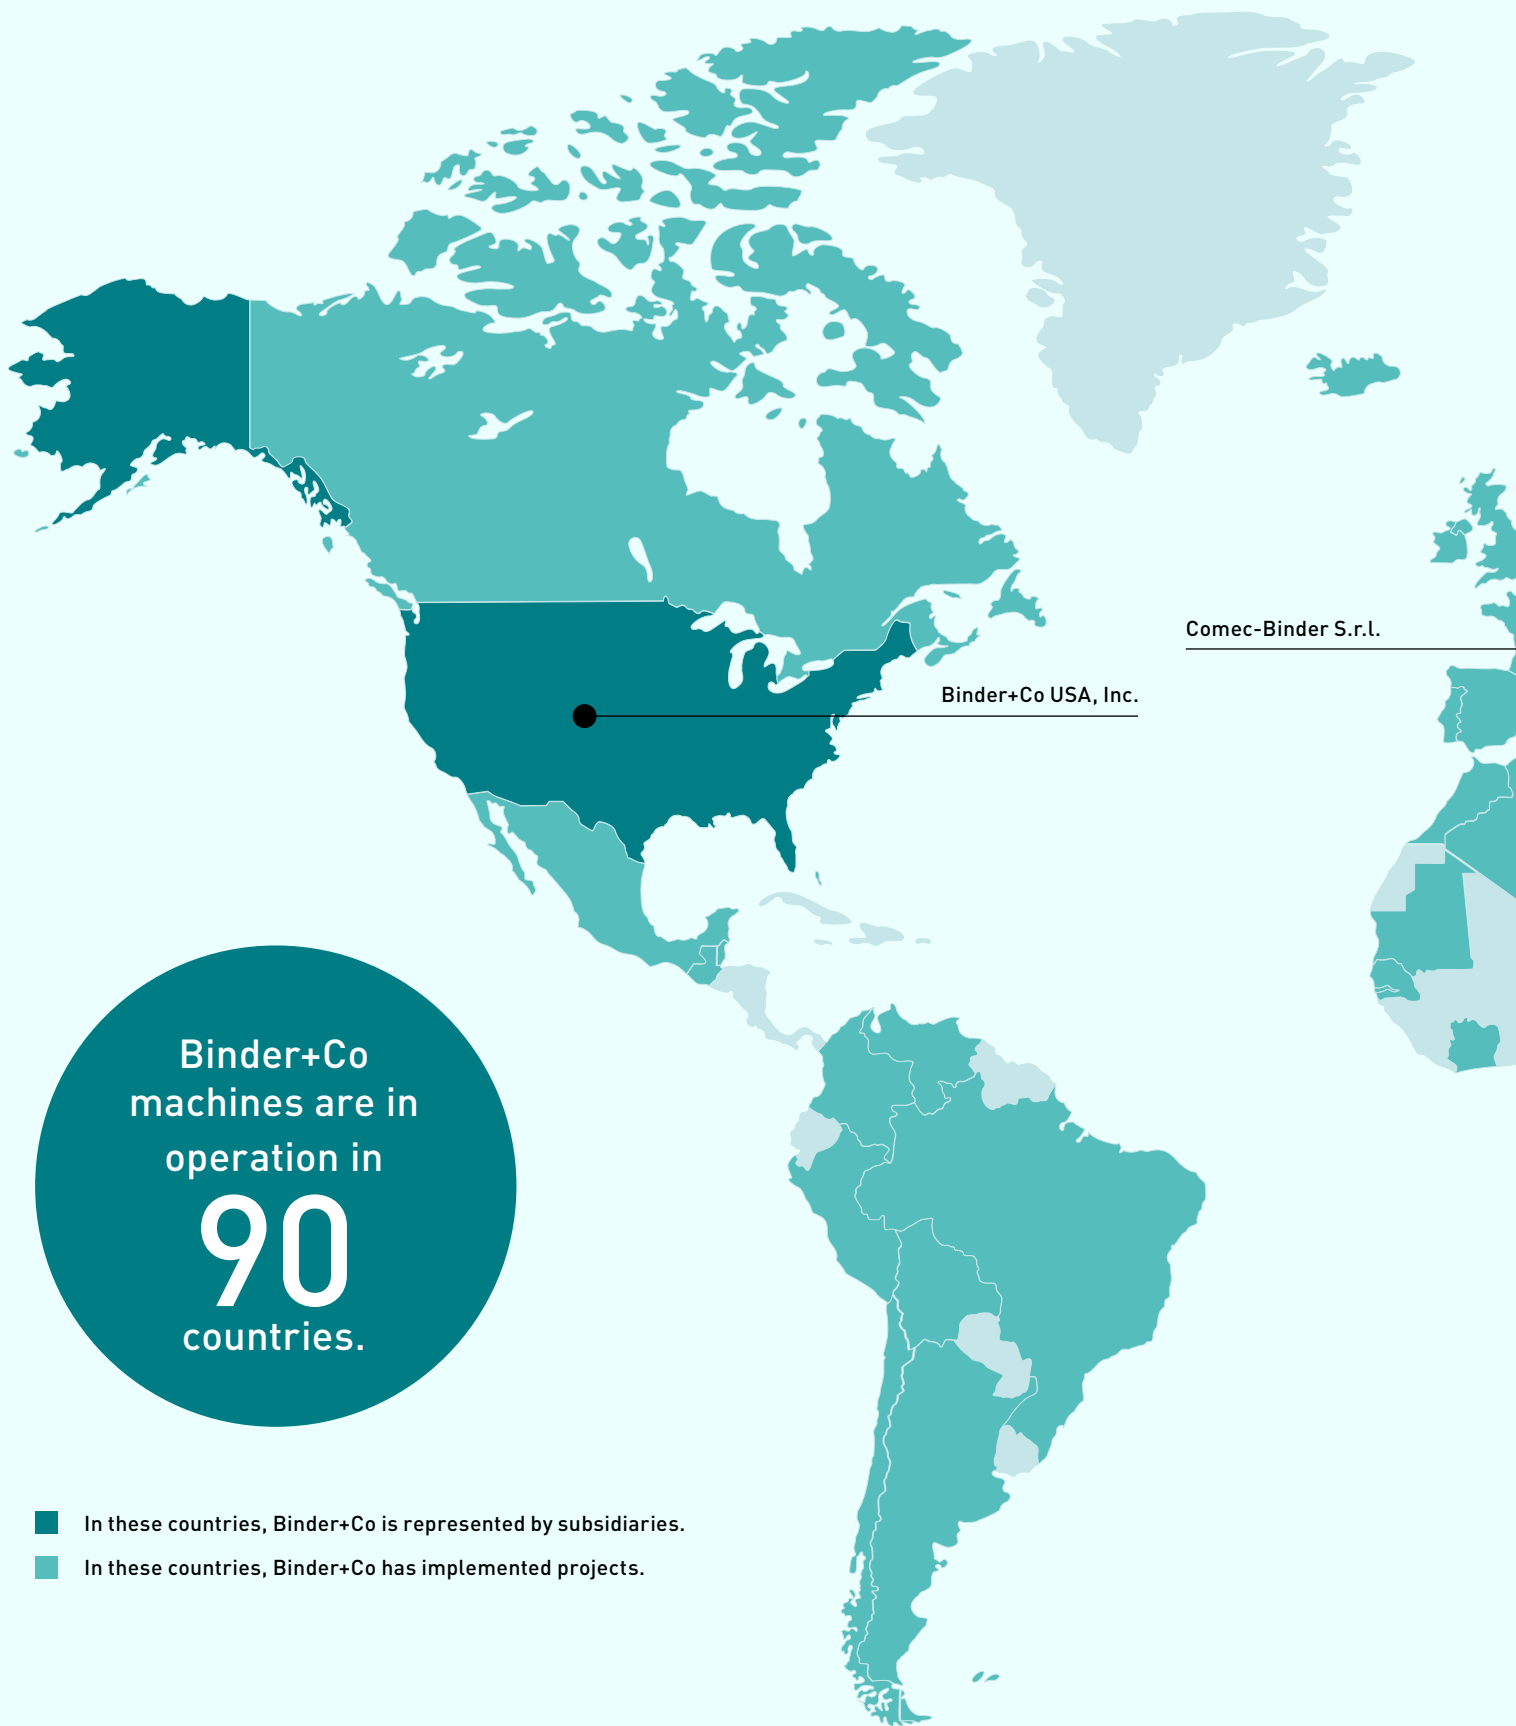 Comec-Binder S.r.l.
Binder+Co USA, Inc.
Binder+Co
machines are in
operation in
90
countries.
In these countries, Binder+Co is represented by subsidiaries.
In these countries, Binder+Co has implemented projects.